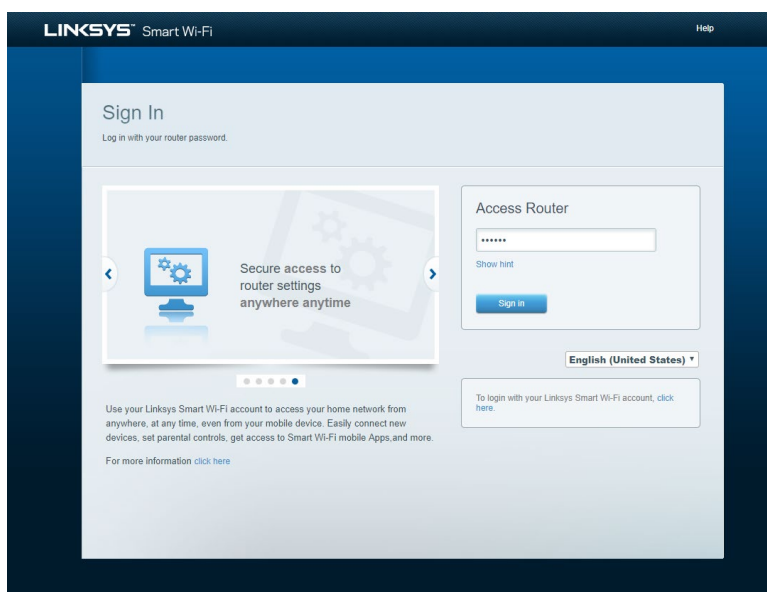 LINKSYS™ Smart Wi-Fi
Help
Sign In
Log in with your router password.
Secure access to
router settings
anywhere anytime
Use your Linksys Smart Wi-Fi account to access your home network from
anywhere, at any time, even from your mobile device. Easily connect new
devices, set parental controls, get access to Smart Wi-Fi mobile Apps,and more.
For more information click here
Access Router
••••••
Show hint
Sign in
English (United States)
To login with your Linksys Smart Wi-Fi account, click
here.